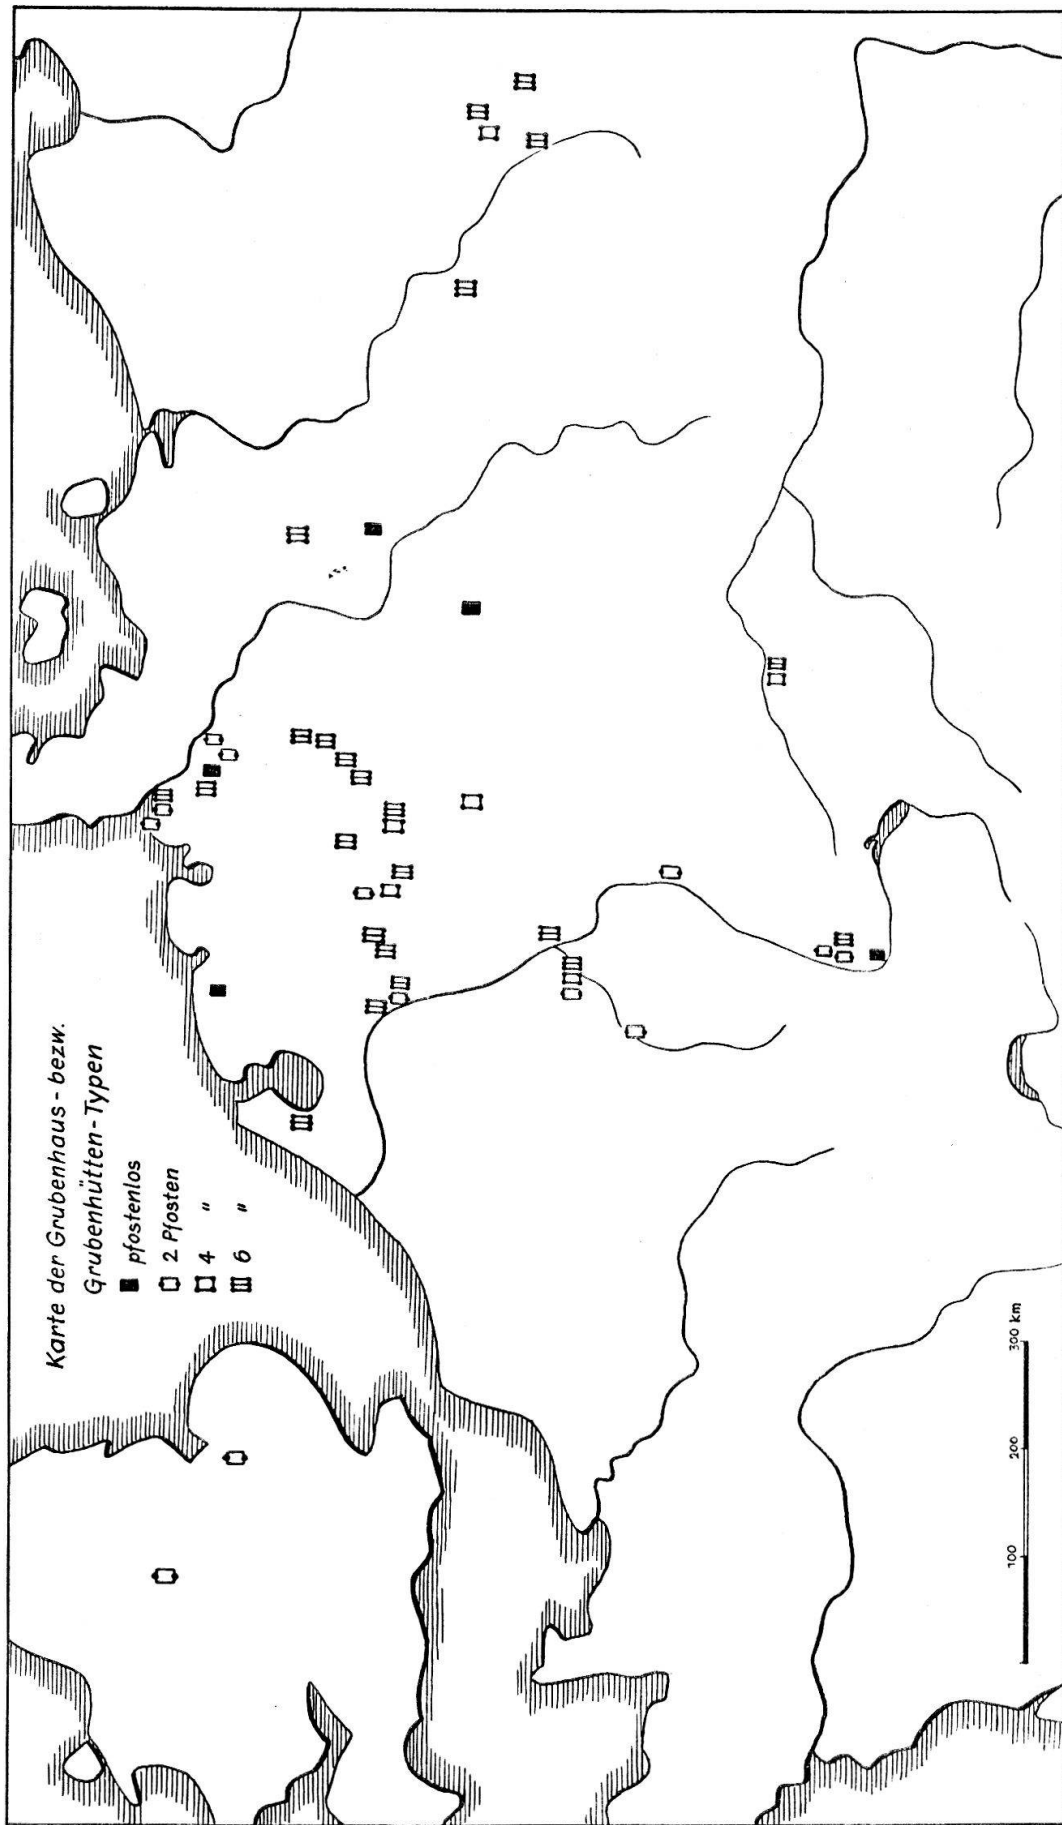 Karte der Grubenhaus - bezw.
Grubenhütten - Typen
pfostenlos
2 Pfosten
4 "
6 "
100 200 300 km